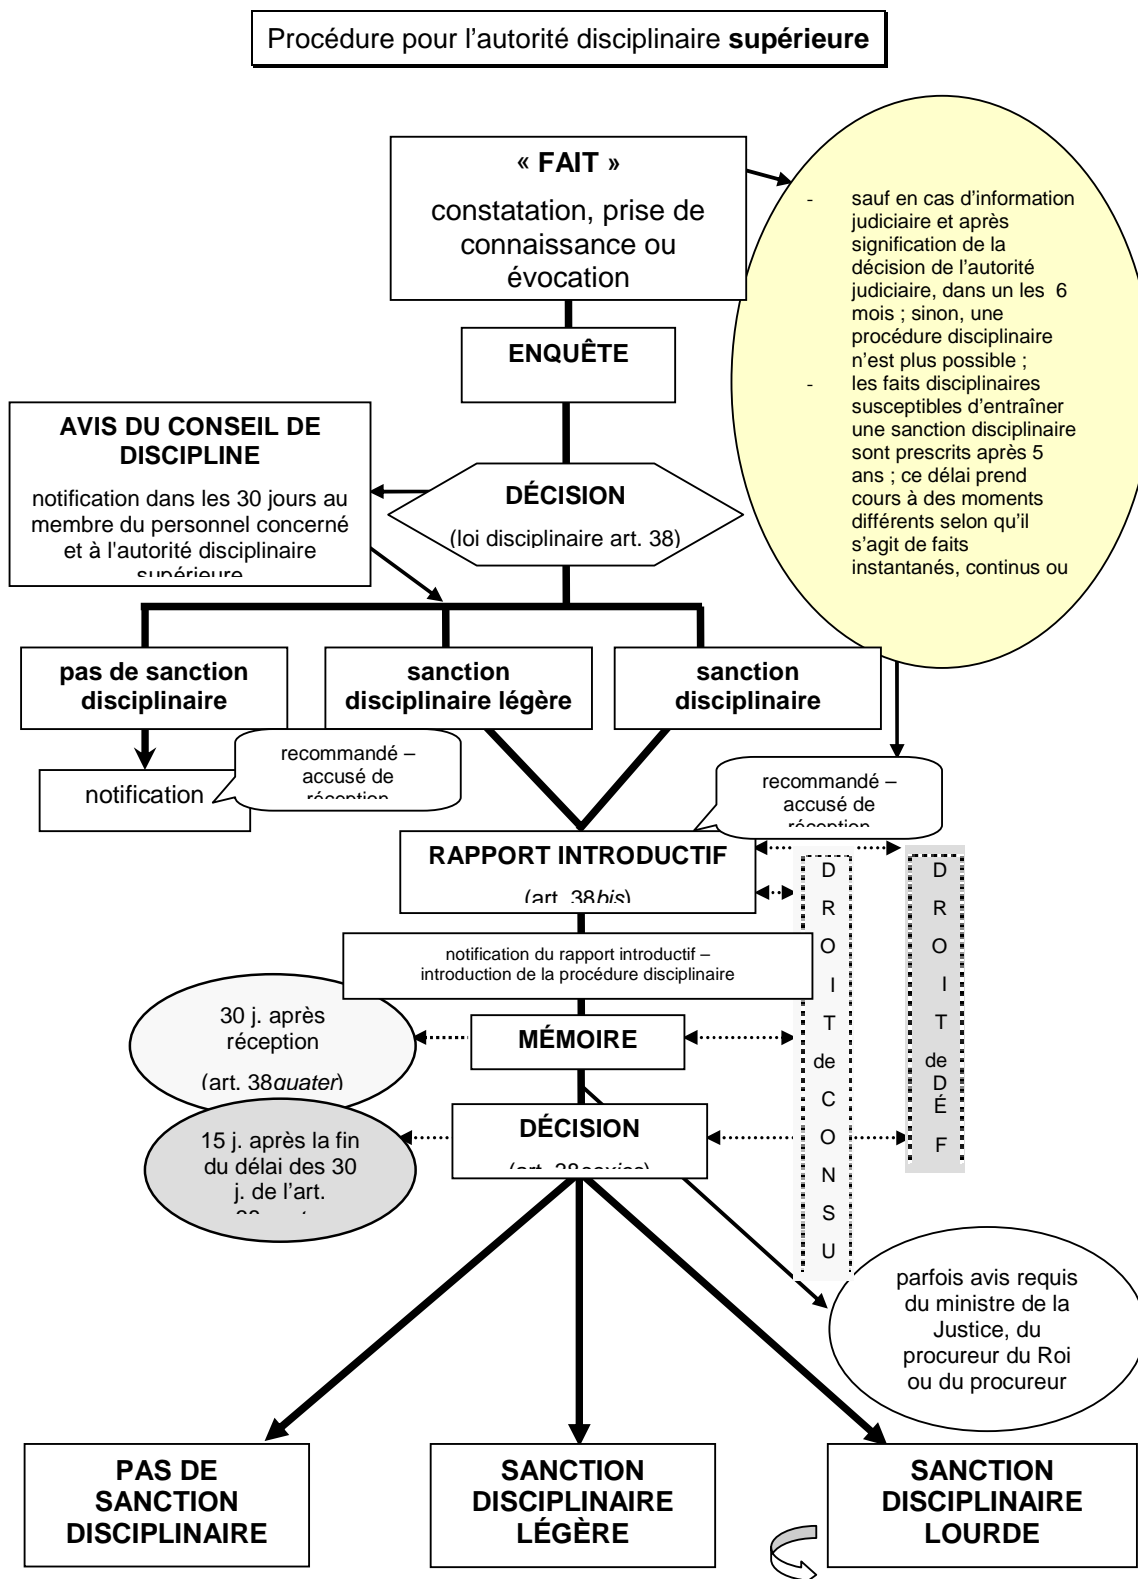 Procédure pour l'autorité disciplinaire supérieure
« FAIT »
constatation, prise de
connaissance ou
évocation
- sauf en cas d'information
judiciaire et après
signification de la
décision de l'autorité
judiciaire, dans un les 6
mois ; sinon, une
procédure disciplinaire
n'est plus possible ;
- les faits disciplinaires
susceptibles d'entraîner
une sanction disciplinaire
sont prescrits après 5
ans ; ce délai prend
cours à des moments
différents selon qu'il
s'agit de faits
instantanés, continus ou
ENQUÊTE
AVIS DU CONSEIL DE
DISCIPLINE
notification dans les 30 jours au
membre du personnel concerné
et à l'autorité disciplinaire
supérieure
DÉCISION
(loi disciplinaire art. 38)
pas de sanction
disciplinaire
sanction
disciplinaire légère
sanction
disciplinaire
notification
recommandé –
accusé de
réception
recommandé –
accusé de
réception
RAPPORT INTRODUCTIF
(art. 38bis)
notification du rapport introductif –
introduction de la procédure disciplinaire
30 j. après
réception
(art. 38quater)
MÉMOIRE
15 j. après la fin
du délai des 30
j. de l'art.
DÉCISION
(art. 38sexies)
D
R
O
I
T
de
C
O
N
S
U
D
R
O
I
T
de
D
É
F
parfois avis requis
du ministre de la
Justice, du
procureur du Roi
ou du procureur
PAS DE
SANCTION
DISCIPLINAIRE
SANCTION
DISCIPLINAIRE
LÉGÈRE
SANCTION
DISCIPLINAIRE
LOURDE